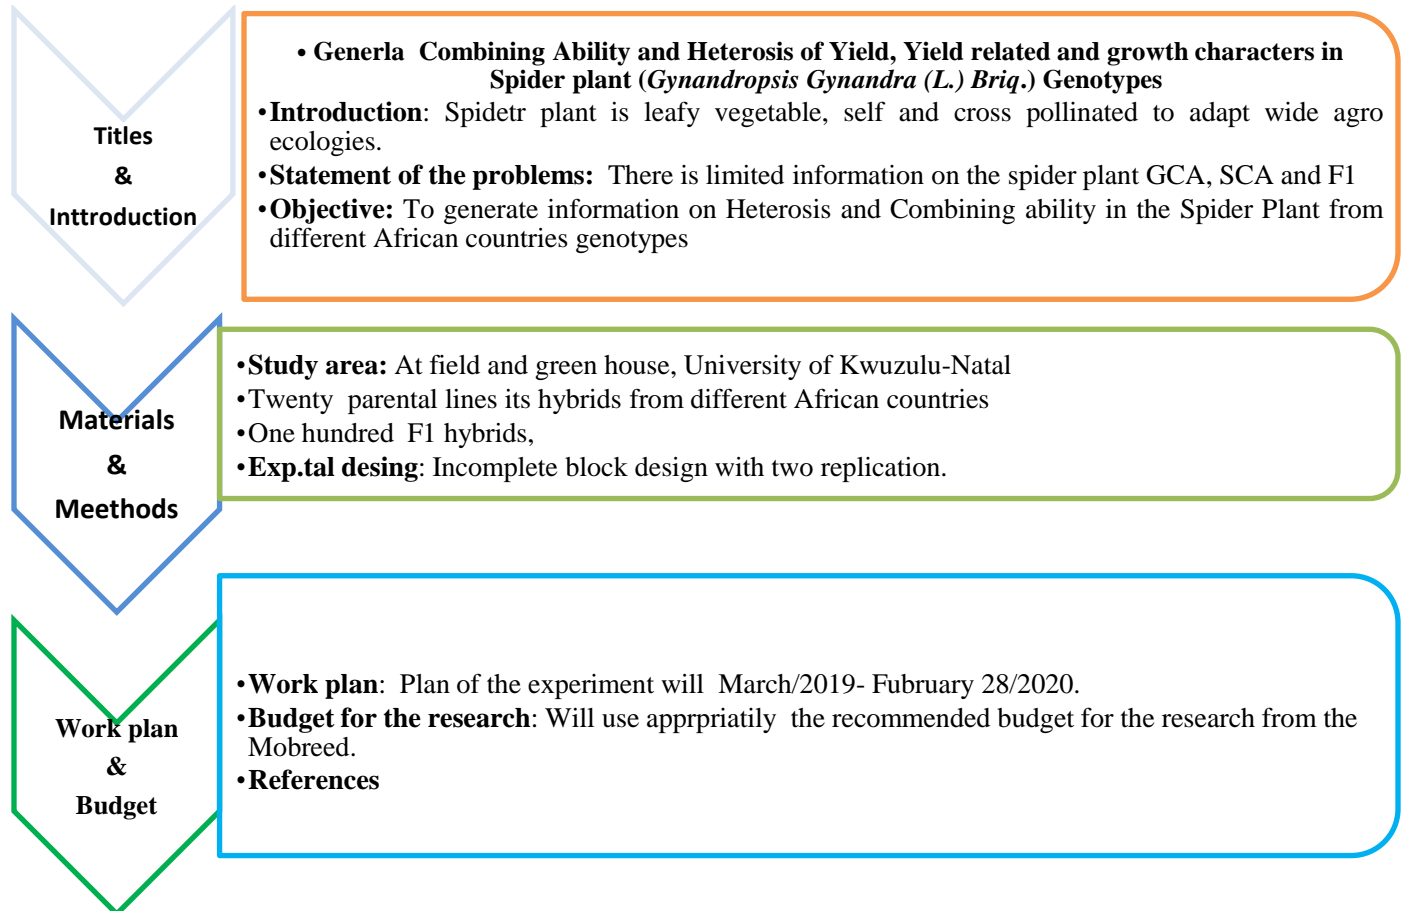 Titles
&
Inttroduction
• Generla Combining Ability and Heterosis of Yield, Yield related and growth characters in
Spider plant (Gynandropsis Gynandra (L.) Briq.) Genotypes
•Introduction: Spidetr plant is leafy vegetable, self and cross pollinated to adapt wide agro
ecologies.
•Statement of the problems: There is limited information on the spider plant GCA, SCA and F1
•Objective: To generate information on Heterosis and Combining ability in the Spider Plant from
different African countries genotypes
Materials
&
Meethods
•Study area: At field and green house, University of Kwuzulu-Natal
•Twenty parental lines its hybrids from different African countries
•One hundred F1 hybrids,
•Exp.tal desing: Incomplete block design with two replication.
Work plan
&
Budget
•Work plan: Plan of the experiment will March/2019- Fubruary 28/2020.
•Budget for the research: Will use apprpriatily the recommended budget for the research from the
Mobreed.
•References